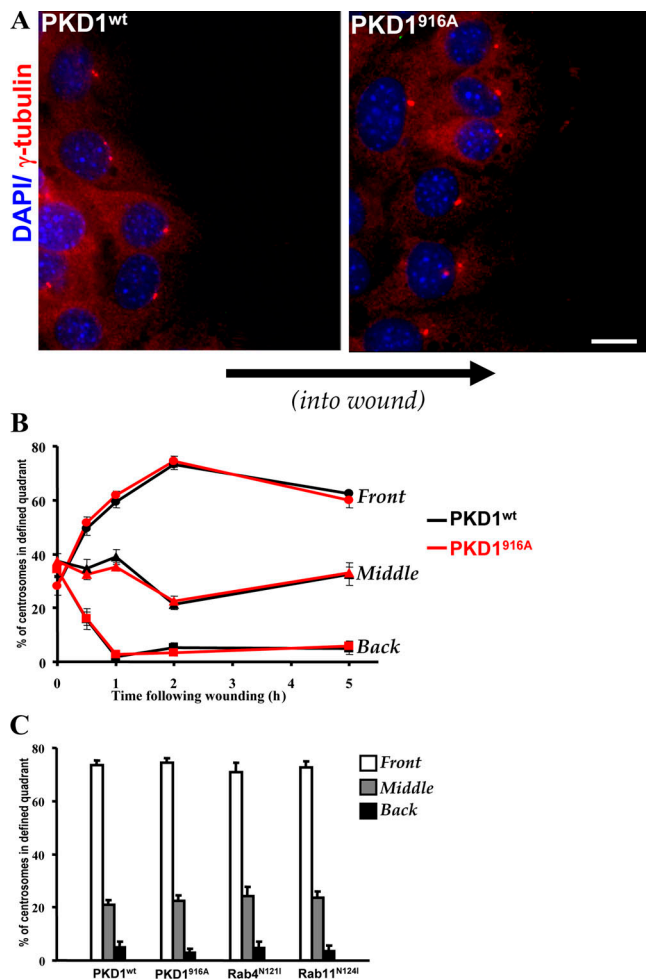 A
PKD1wt
PKD1916A
DAPI/ γ-tubulin
(into wound)
B
% of centrosomes in defined quadrant
80
60
40
20
0
0 1 2 3 4 5
Time following wounding (h)
Front
Middle
Back
PKD1wt
PKD1916A
C
% of centrosomes in defined quadrant
80
60
40
20
0
PKD1wt PKD1916A Rab4N121I Rab11N124I
Front
Middle
Back